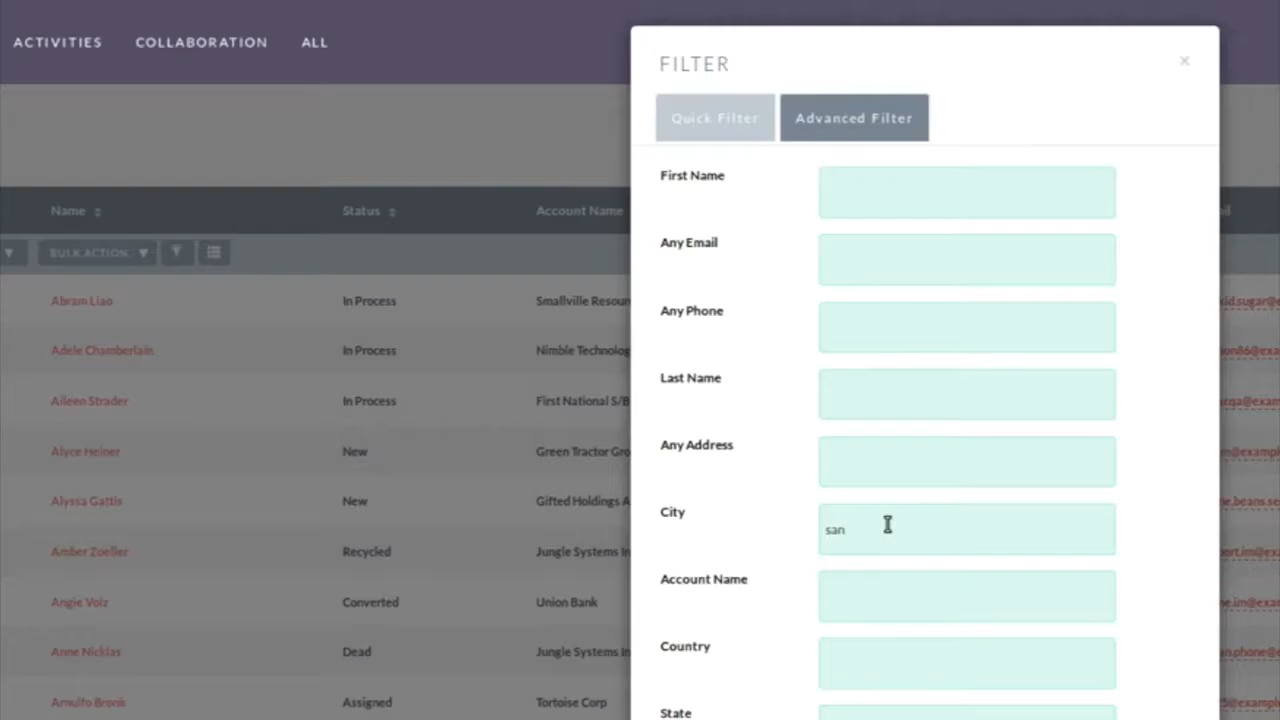 ACTIVITIES COLLABORATION ALL
FILTER ×
Quick Filter Advanced Filter
Name Status Account Name
BULK ACTION
First Name
Any Email
Any Phone
Last Name
Any Address
City san
Account Name
Country
State
Abram Liao In Process Smallville Resour
Adele Chamberlain In Process Nimble Technolog
Aileen Strader In Process First National S/B
Alyce Heiner New Green Tractor Gro
Alyssa Gattis New Gifted Holdings A
Amber Zoeller Recycled Jungle Systems In
Angie Volz Converted Union Bank
Anne Nicklas Dead Jungle Systems In
Arnulfo Bronk Assigned Tortoise Corp